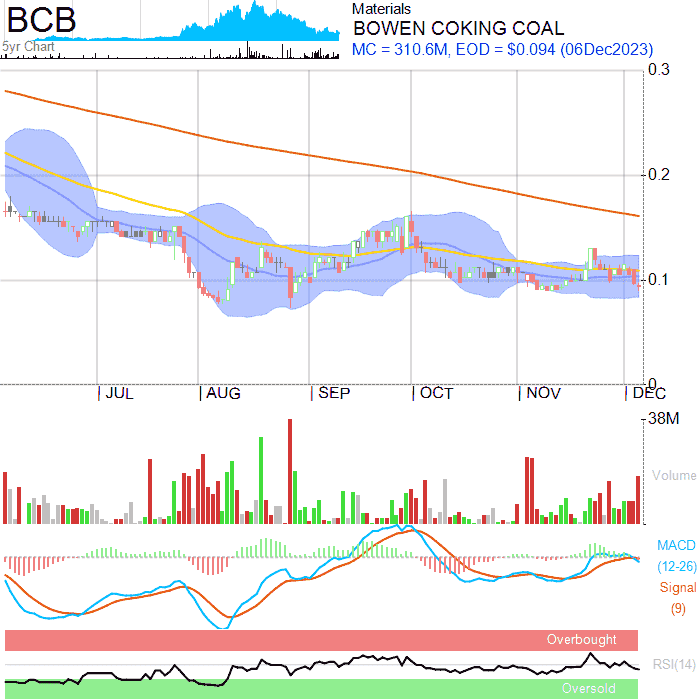 BCB
5yr Chart
Materials
BOWEN COKING COAL
MC = 310.6M, EOD = $0.094 (06Dec2023)
0.3
0.2
0.1
0
JUL
AUG
SEP
OCT
NOV
DEC
38M
Volume
MACD
(12-26)
Signal
(9)
Overbought
RSI(14)
Oversold